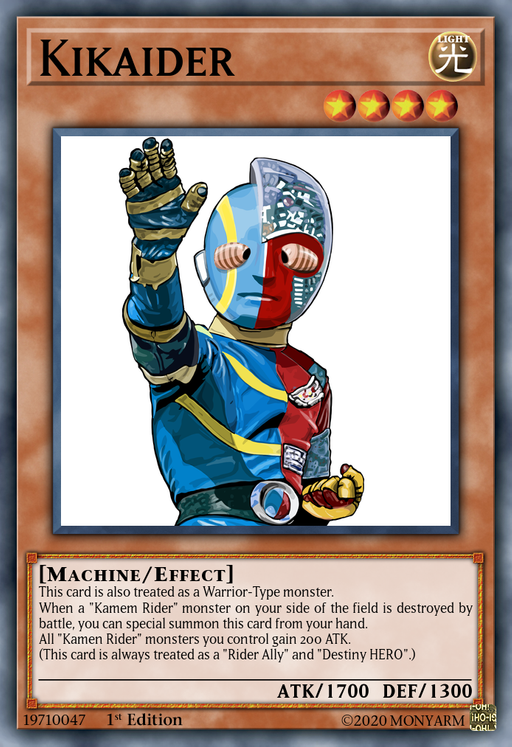 KIKAIDER
LIGHT
光
[MACHINE/EFFECT]
This card is also treated as a Warrior-Type monster.
When a "Kamem Rider" monster on your side of the field is destroyed by
battle, you can special summon this card from your hand.
All "Kamen Rider" monsters you control gain 200 ATK.
(This card is always treated as a "Rider Ally" and "Destiny HERO".)
ATK/1700 DEF/1300
19710047 1st Edition ©2020 MONYARM